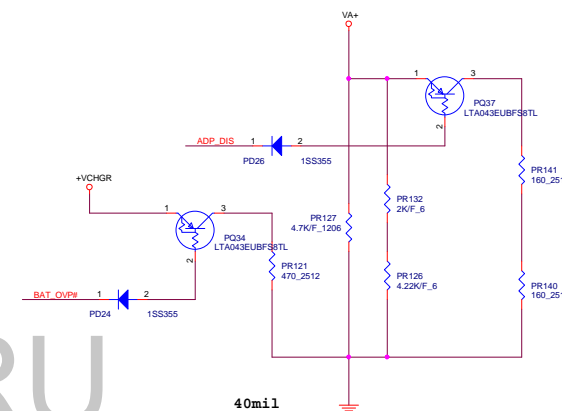 VA+
1
3
PQ37
LTA043EUBFS8TL
2
ADP_DIS
1
2
PD26
1SS355
+VCHGR
1
3
PQ34
LTA043EUBFS8TL
2
PR127
4.7K/F_1206
PR132
2K/F_6
PR141
160_251
PR121
470_2512
PR126
4.22K/F_6
PR140
160_251
BAT_OVP#
1
2
PD24
1SS355
RU
40mil